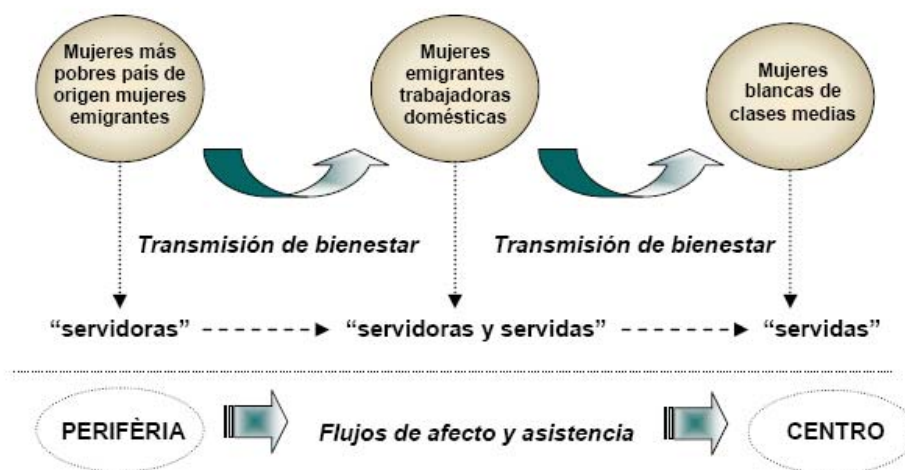 Mujeres más
pobres país de
origen mujeres
emigrantes
Mujeres
emigrantes
trabajadoras
domésticas
Mujeres
blancas de
clases medias
Transmisión de bienestar
Transmisión de bienestar
“servidoras”
“servidoras y servidas”
“servidas”
PERIFÈRIA
Flujos de afecto y asistencia
CENTRO